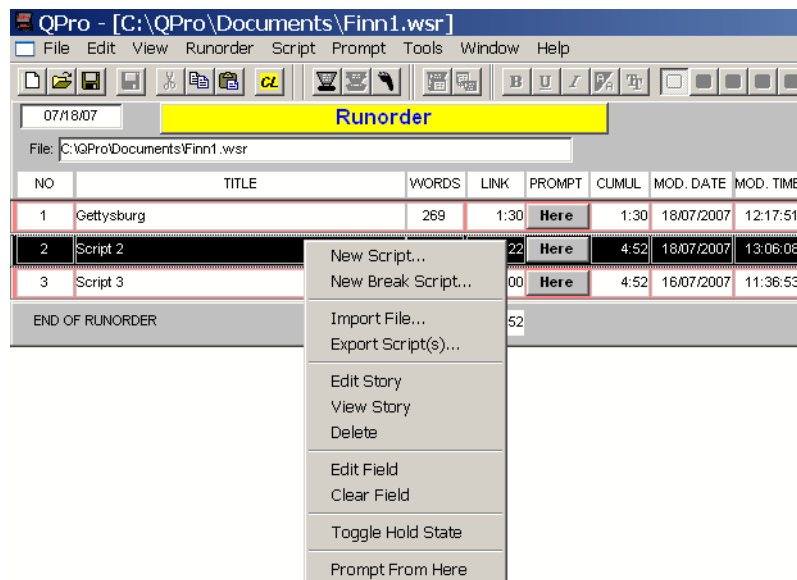 QPro - [C:\QPro\Documents\Finn1.wsr]
File Edit View Runorder Script Prompt Tools Window Help
CL B U I
07/18/07 Runorder
File: C:\QPro\Documents\Finn1.wsr
NO TITLE WORDS LINK PROMPT CUMUL MOD. DATE MOD. TIME
1 Gettysburg 269 1:30 Here 1:30 18/07/2007 12:17:51
2 Script 2 22 Here 4:52 18/07/2007 13:06:08
3 Script 3 00 Here 4:52 16/07/2007 11:36:53
END OF RUNORDER 52
New Script...
New Break Script...
Import File...
Export Script(s)...
Edit Story
View Story
Delete
Edit Field
Clear Field
Toggle Hold State
Prompt From Here